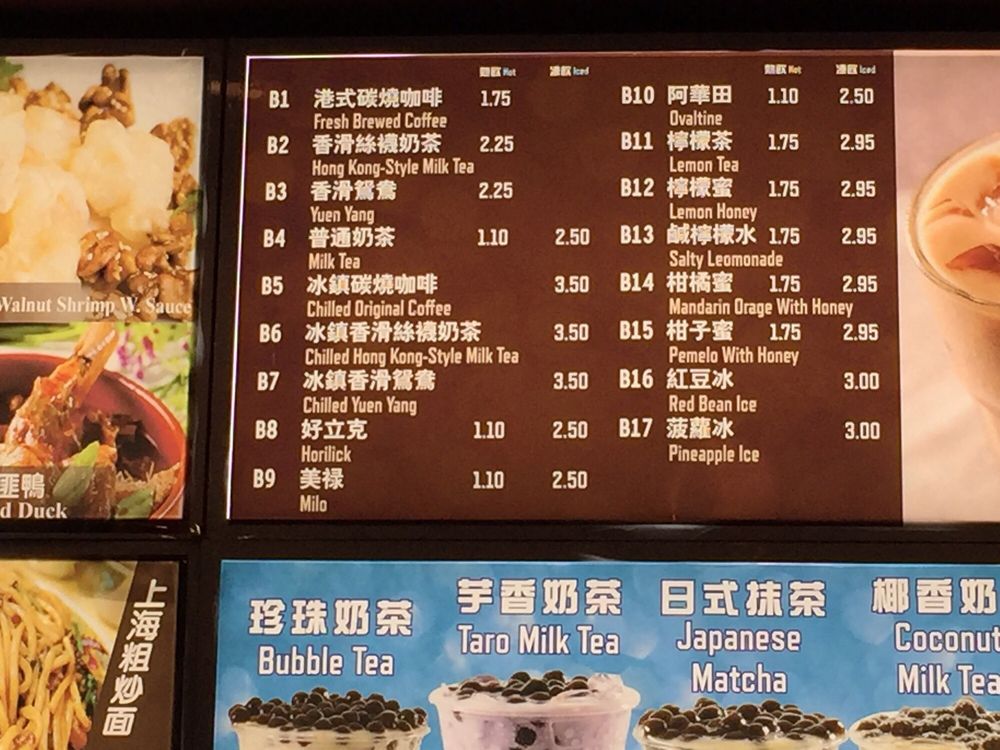 熱飲 Hot 凍飲 Iced
B1 港式碳燒咖啡 1.75
Fresh Brewed Coffee
B2 香滑絲襪奶茶 2.25
Hong Kong-Style Milk Tea
B3 香滑鴛鴦 2.25
Yuen Yang
B4 普通奶茶 1.10 2.50
Milk Tea
B5 冰鎮碳燒咖啡 3.50
Chilled Original Coffee
B6 冰鎮香滑絲襪奶茶 3.50
Chilled Hong Kong-Style Milk Tea
B7 冰鎮香滑鴛鴦 3.50
Chilled Yuen Yang
B8 好立克 1.10 2.50
Horilick
B9 美禄 1.10 2.50
Milo
熱飲 Hot 凍飲 Iced
B10 阿華田 1.10 2.50
Ovaltine
B11 檸檬茶 1.75 2.95
Lemon Tea
B12 檸檬蜜 1.75 2.95
Lemon Honey
B13 鹹檸檬水 1.75 2.95
Salty Leomonade
B14 柑橘蜜 1.75 2.95
Mandarin Orage With Honey
B15 柑子蜜 1.75 2.95
Pemelo With Honey
B16 紅豆冰 3.00
Red Bean Ice
B17 菠蘿冰 3.00
Pineapple Ice
Walnut Shrimp W. Sauce
鴨
d Duck
上海粗炒面
珍珠奶茶
Bubble Tea
芋香奶茶
Taro Milk Tea
日式抹茶
Japanese
Matcha
椰香奶
Coconut
Milk Tea